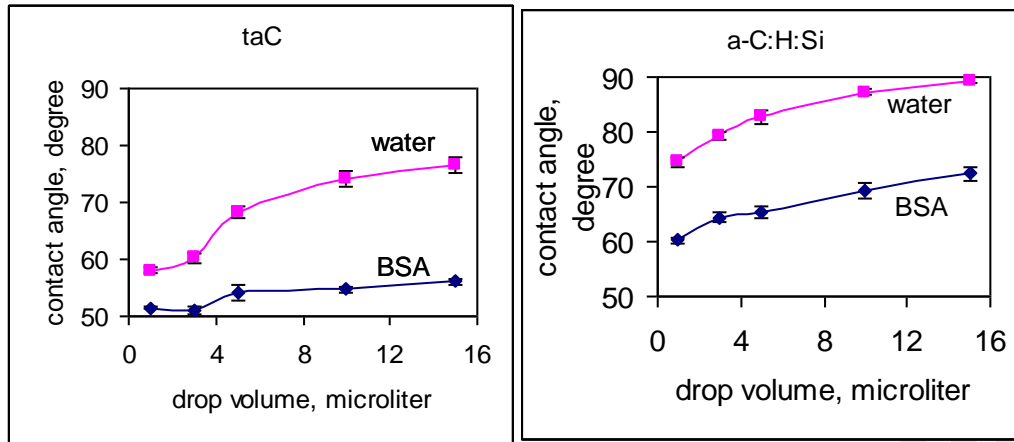 taC
contact angle, degree
90
80
70
60
50
water
BSA
0
4
8
12
16
drop volume, microliter
a-C:H:Si
contact angle,
degree
90
80
70
60
50
water
BSA
0
4
8
12
16
drop volume, microliter